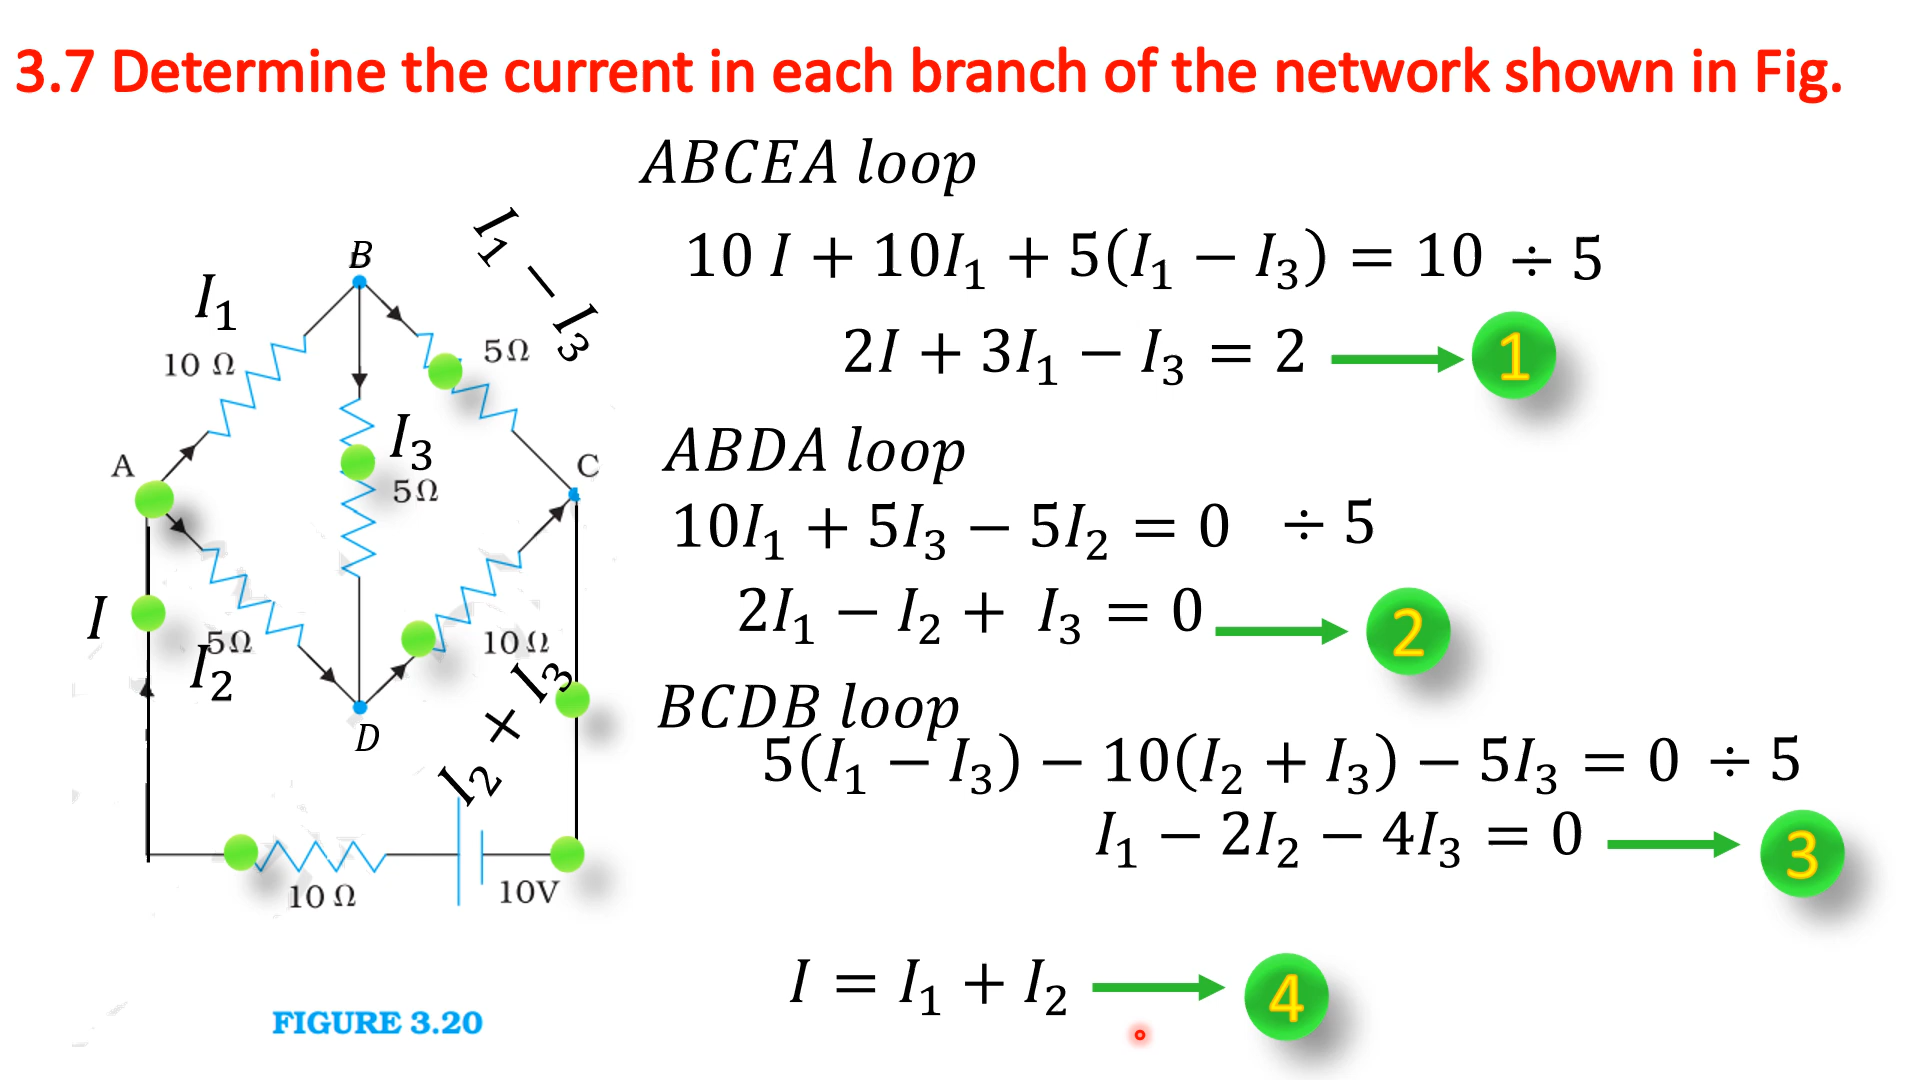 3.7 Determine the current in each branch of the network shown in Fig.
ABCEA loop
10 I + 10I₁ + 5(I₁ − I₃) = 10 ÷ 5
2I + 3I₁ − I₃ = 2
1
ABDA loop
10I₁ + 5I₃ − 5I₂ = 0 ÷ 5
2I₁ − I₂ + I₃ = 0
2
BCDB loop
5(I₁ − I₃) − 10(I₂ + I₃) − 5I₃ = 0 ÷ 5
I₁ − 2I₂ − 4I₃ = 0
3
I = I₁ + I₂
4
B
I₁ − I₃
I₁
10 Ω
5Ω
I₃
5Ω
A
C
I
5Ω
I₂
10 Ω
I₂ + I₃
D
10 Ω
10V
FIGURE 3.20